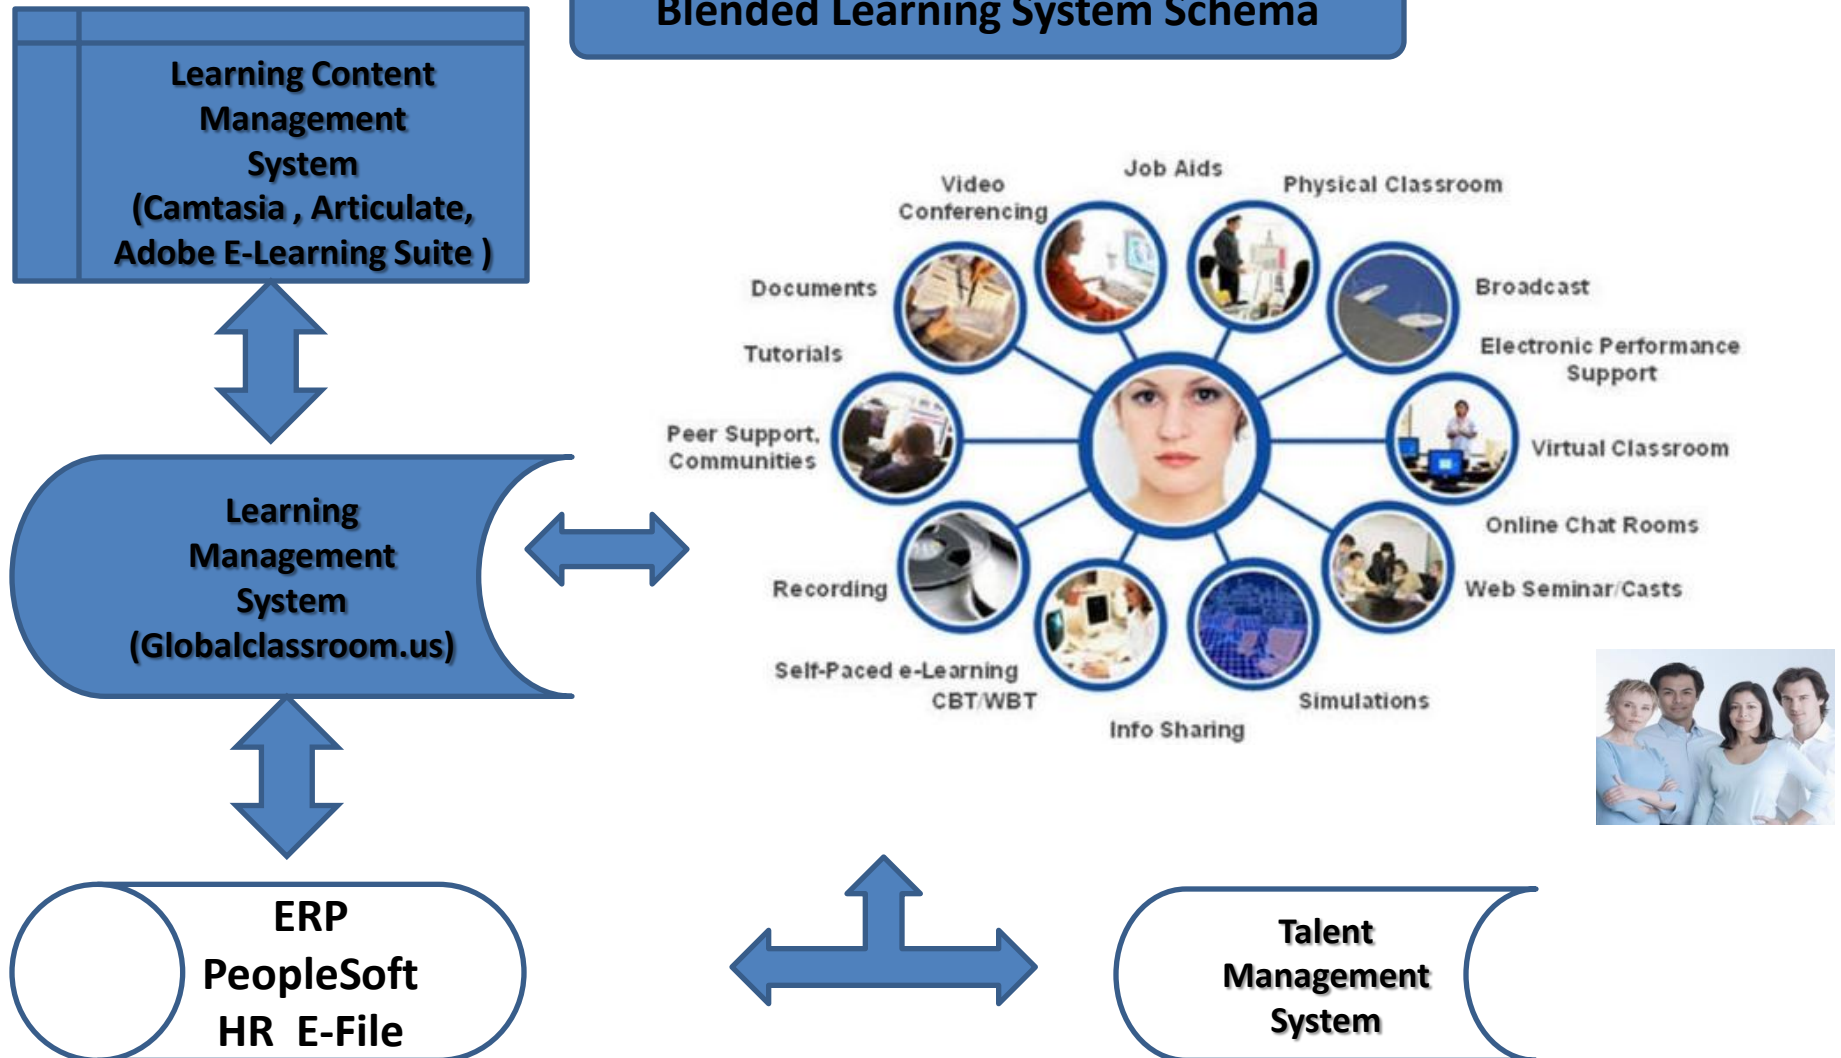 Blended Learning System Schema
Learning Content
Management
System
(Camtasia , Articulate,
Adobe E-Learning Suite )
Job Aids
Video
Conferencing
Physical Classroom
Documents
Broadcast
Tutorials
Electronic Performance
Support
Peer Support,
Communities
Virtual Classroom
Online Chat Rooms
Recording
Web Seminar/Casts
Self-Paced e-Learning
CBT/WBT
Simulations
Info Sharing
Learning
Management
System
(Globalclassroom.us)
ERP
PeopleSoft
HR E-File
Talent
Management
System